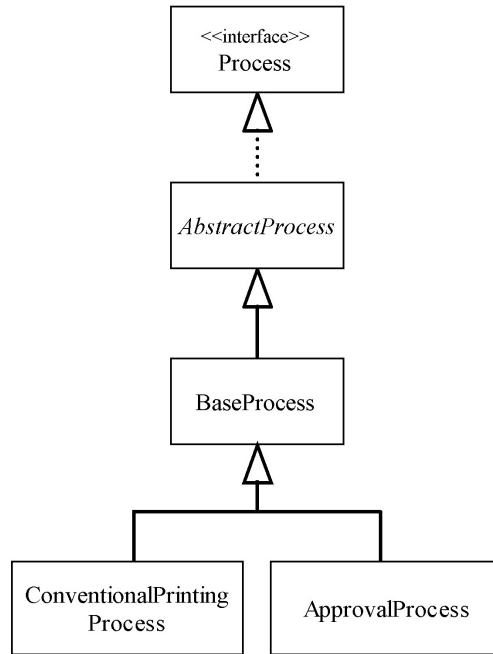 <<interface>>
Process
AbstractProcess
BaseProcess
ConventionalPrinting
Process
ApprovalProcess